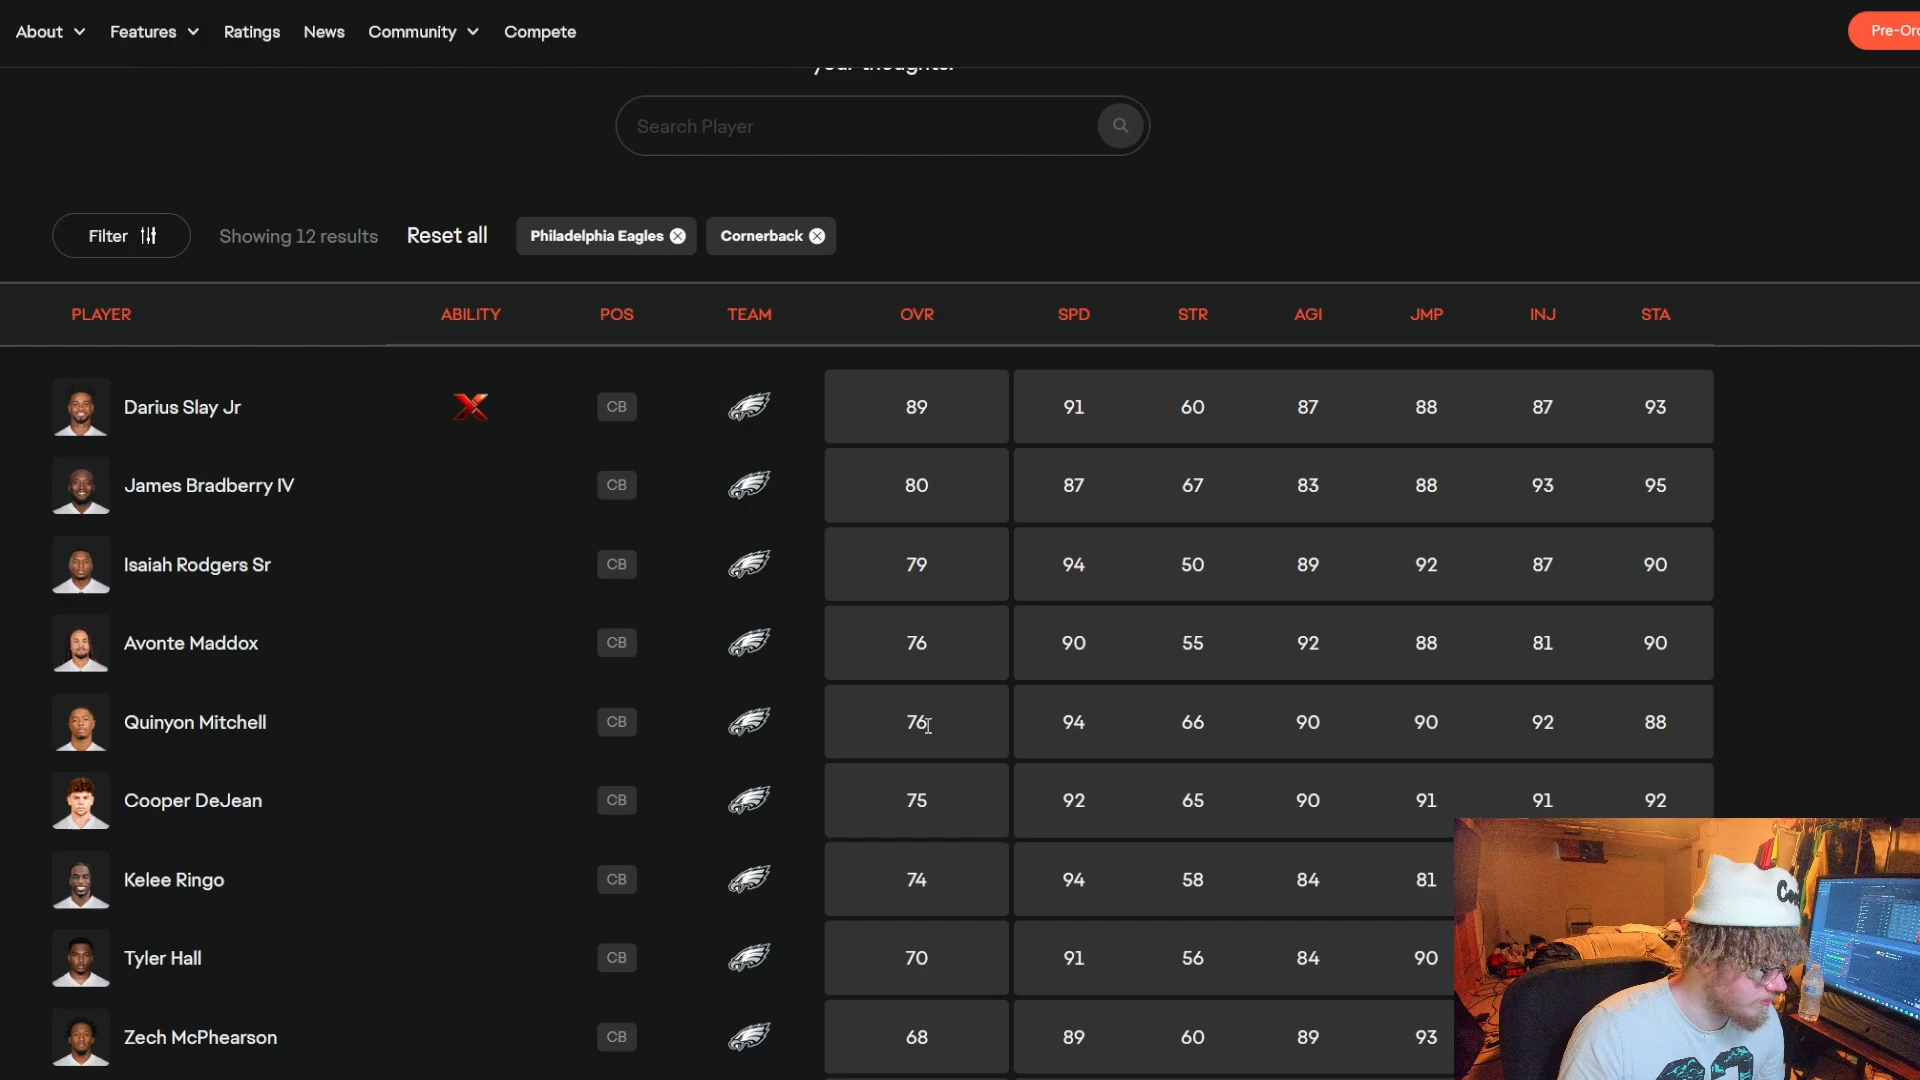 About Features Ratings News Community Compete Pre-Ord
your thoughts.
Search Player
Filter Showing 12 results Reset all Philadelphia Eagles Cornerback
PLAYER ABILITY POS TEAM OVR SPD STR AGI JMP INJ STA
Darius Slay Jr X CB 89 91 60 87 88 87 93
James Bradberry IV CB 80 87 67 83 88 93 95
Isaiah Rodgers Sr CB 79 94 50 89 92 87 90
Avonte Maddox CB 76 90 55 92 88 81 90
Quinyon Mitchell CB 76 94 66 90 90 92 88
Cooper DeJean CB 75 92 65 90 91 91 92
Kelee Ringo CB 74 94 58 84 81
Tyler Hall CB 70 91 56 84 90
Zech McPhearson CB 68 89 60 89 93